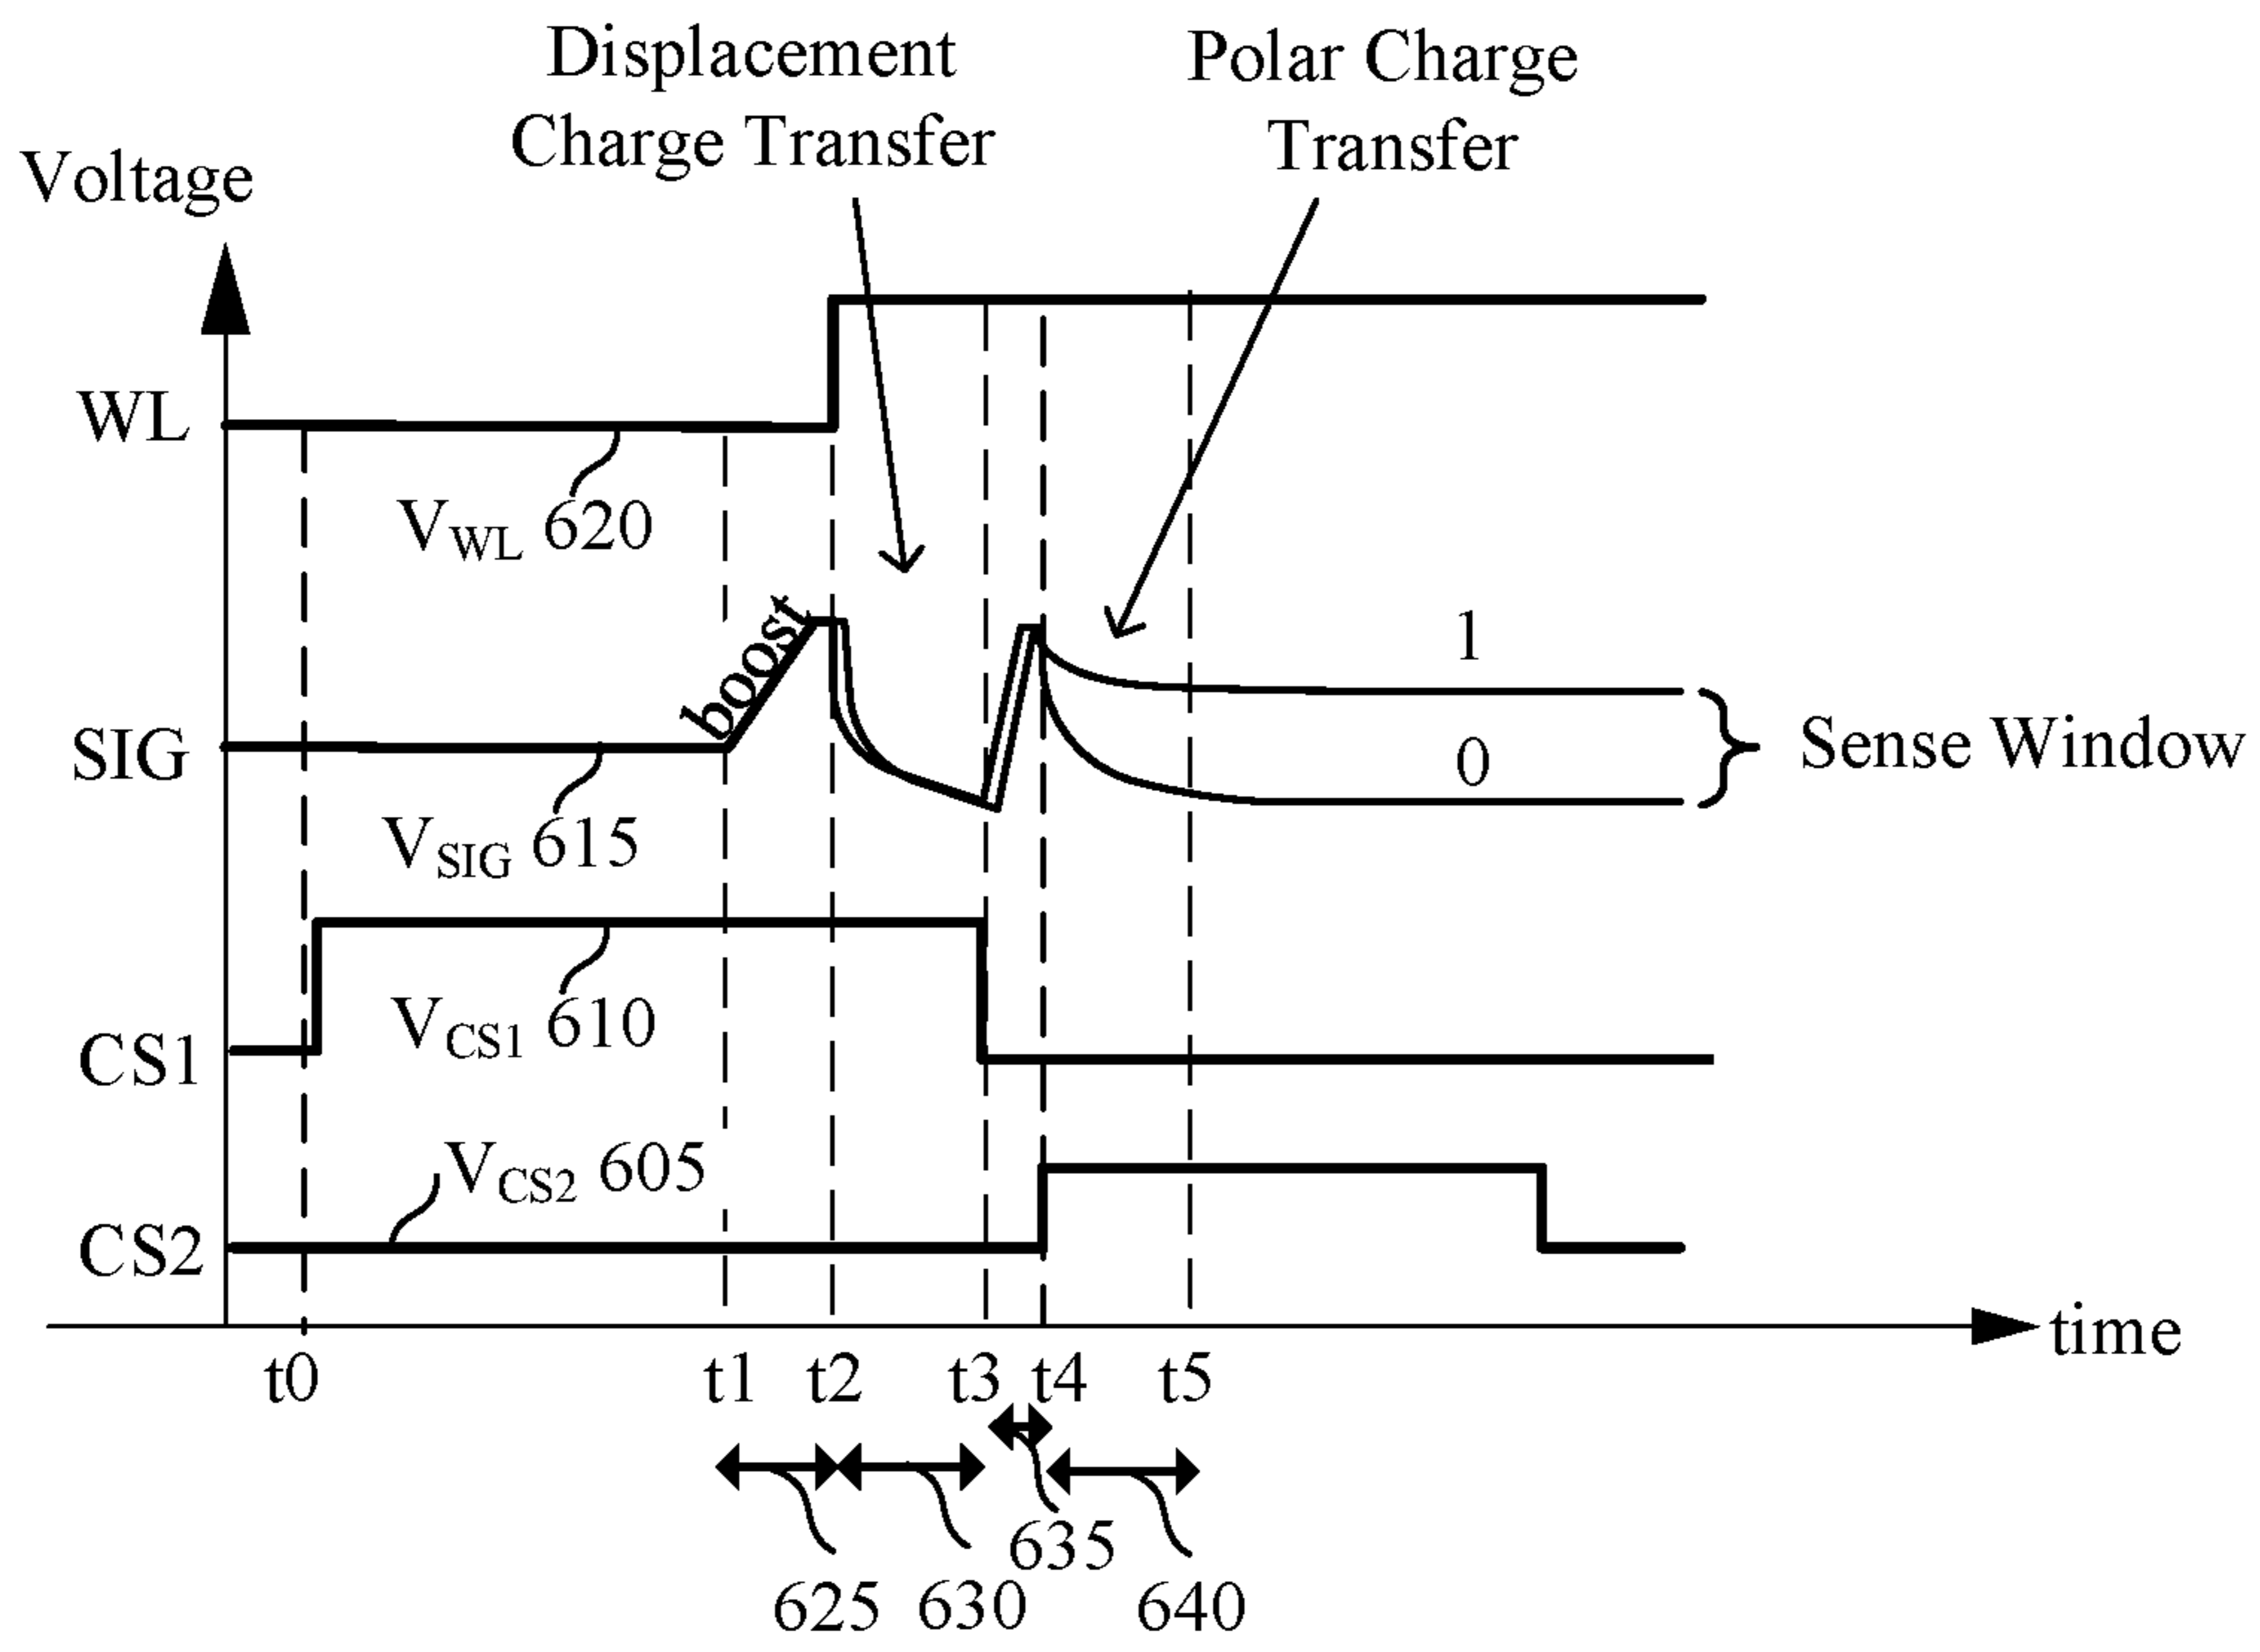 Displacement
Charge Transfer
Polar Charge
Transfer
Voltage
WL
VWL 620
boost
1
SIG
0
Sense Window
VSIG 615
VCS1 610
CS1
VCS2 605
CS2
time
t0 t1 t2 t3 t4 t5
635
625 630 640